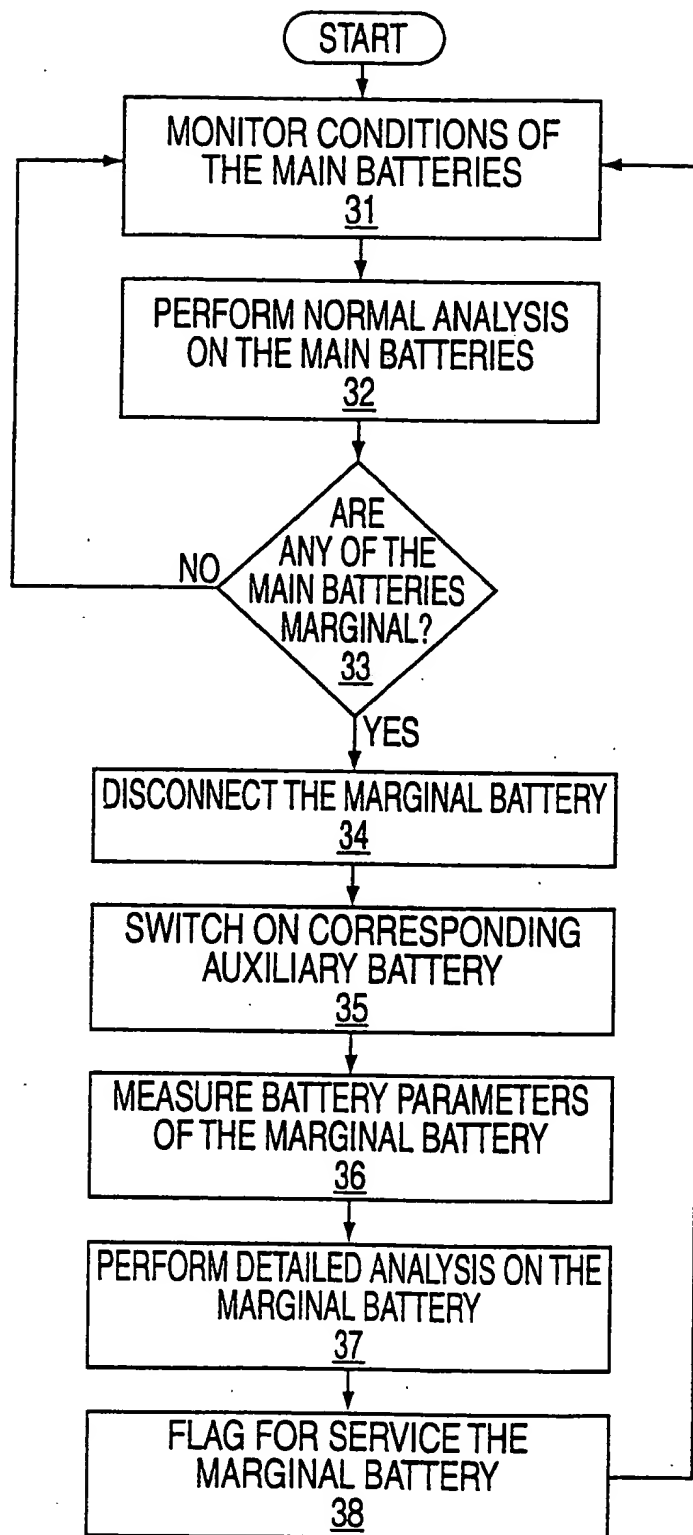 START
MONITOR CONDITIONS OF
THE MAIN BATTERIES
31
PERFORM NORMAL ANALYSIS
ON THE MAIN BATTERIES
32
ARE
ANY OF THE
MAIN BATTERIES
MARGINAL?
33
NO
YES
DISCONNECT THE MARGINAL BATTERY
34
SWITCH ON CORRESPONDING
AUXILIARY BATTERY
35
MEASURE BATTERY PARAMETERS
OF THE MARGINAL BATTERY
36
PERFORM DETAILED ANALYSIS ON THE
MARGINAL BATTERY
37
FLAG FOR SERVICE THE
MARGINAL BATTERY
38